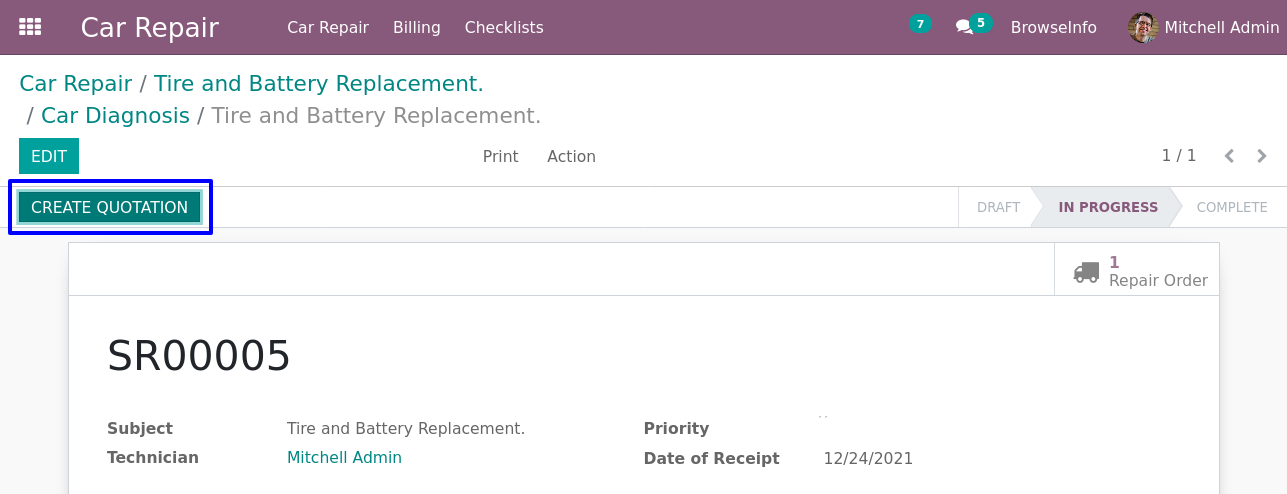 Car Repair Car Repair Billing Checklists 7 5 BrowseInfo Mitchell Admin
Car Repair / Tire and Battery Replacement.
/ Car Diagnosis / Tire and Battery Replacement.
EDIT Print Action 1 / 1
CREATE QUOTATION DRAFT IN PROGRESS COMPLETE
1
Repair Order
SR00005
Subject Tire and Battery Replacement. Priority
Technician Mitchell Admin Date of Receipt 12/24/2021